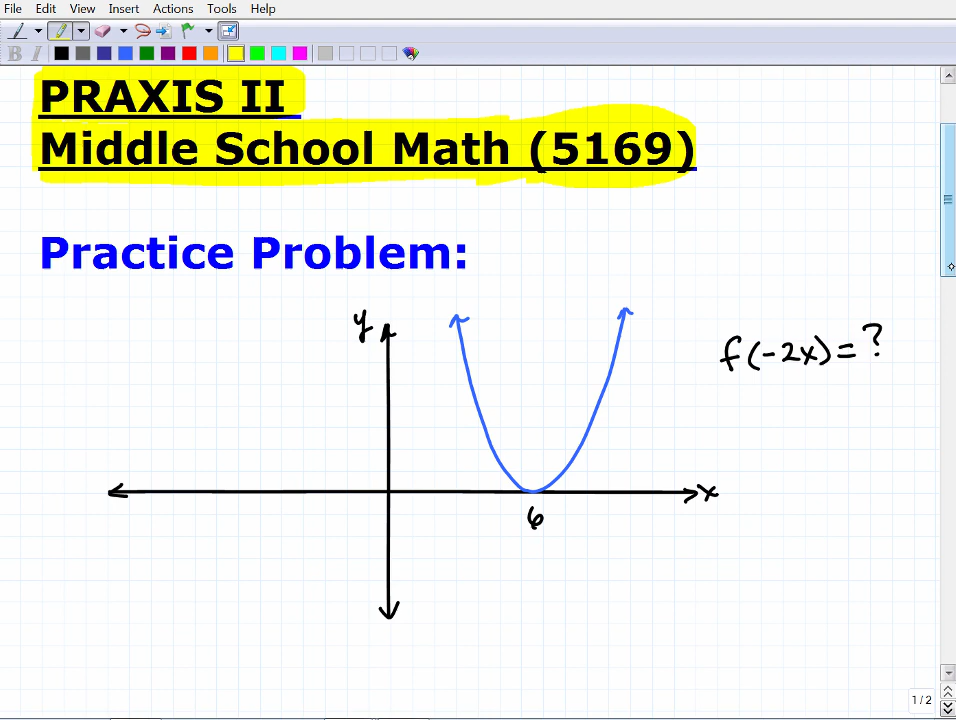 File Edit View Insert Actions Tools Help
B I
PRAXIS II
Middle School Math (5169)
Practice Problem:
y
f(-2x)=?
x
6
1 / 2